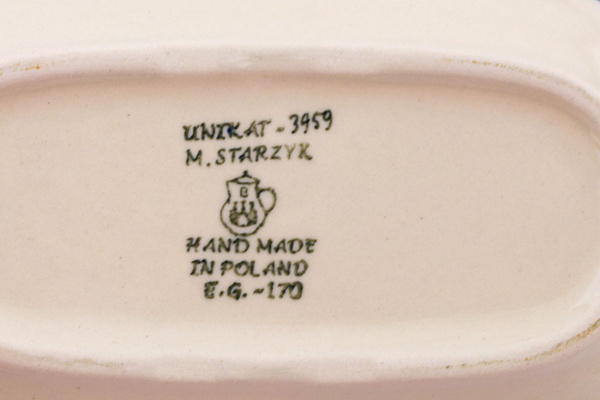 UNIKAT - 3959
M. STARZYK
B
HAND MADE
IN POLAND
E.G. ~170